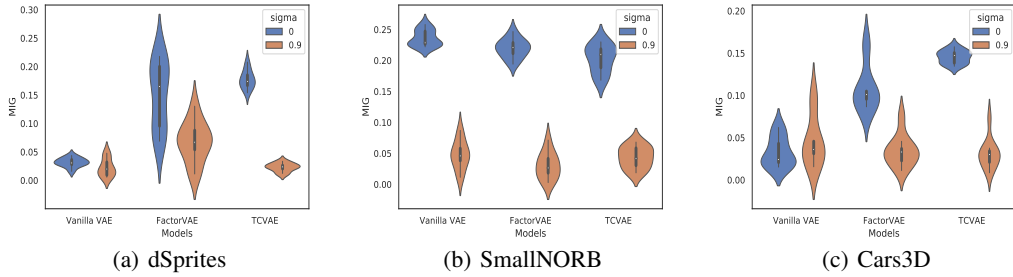 0.30
0.25
0.20
0.15
0.10
0.05
0.00
MIG
sigma
0
0.9
Vanilla VAE FactorVAE TCVAE
Models
(a) dSprites
0.25
0.20
0.15
0.10
0.05
0.00
MIG
sigma
0
0.9
Vanilla VAE FactorVAE TCVAE
Models
(b) SmallNORB
0.20
0.15
0.10
0.05
0.00
MIG
sigma
0
0.9
Vanilla VAE FactorVAE TCVAE
Models
(c) Cars3D